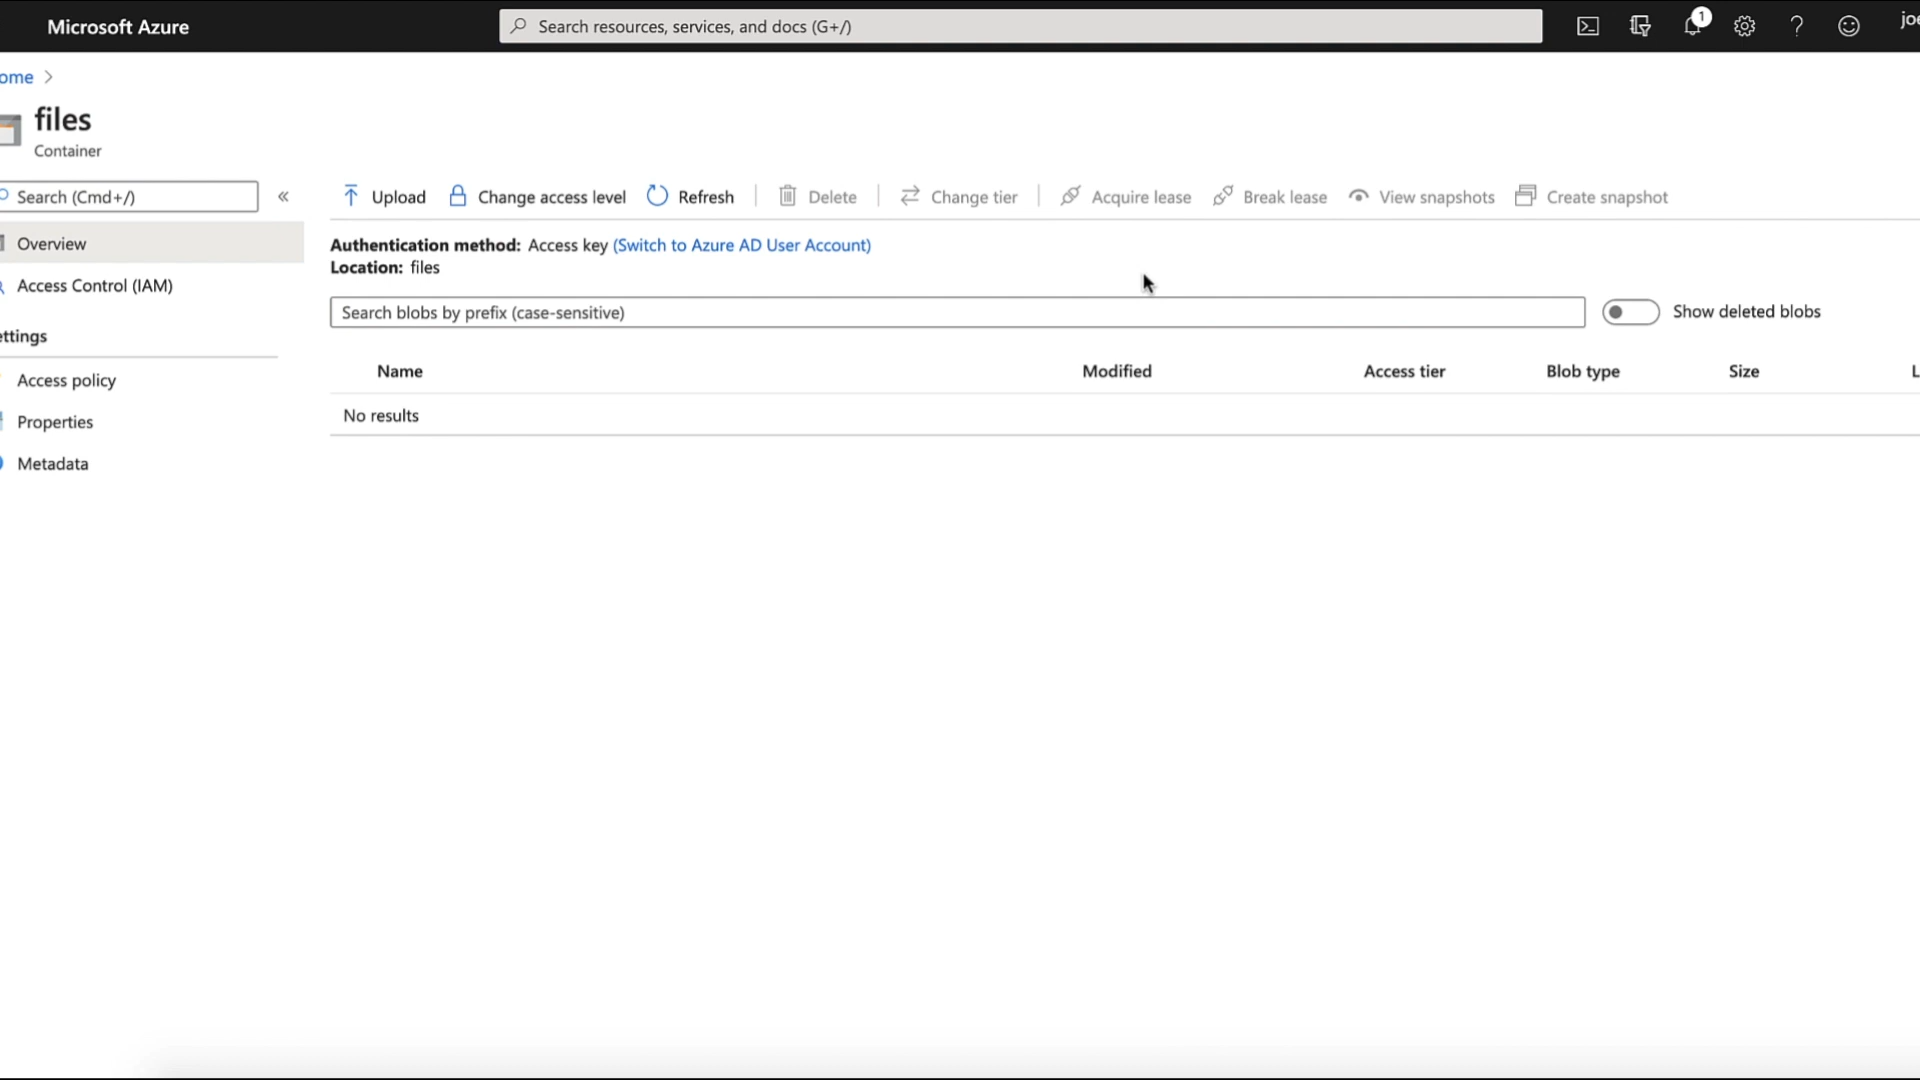 Microsoft Azure
Search resources, services, and docs (G+/)
1
joe
ome
files
Container
Search (Cmd+/)
«
Upload
Change access level
Refresh
Delete
Change tier
Acquire lease
Break lease
View snapshots
Create snapshot
Overview
Access Control (IAM)
ettings
Access policy
Properties
Metadata
Authentication method: Access key (Switch to Azure AD User Account)
Location: files
Search blobs by prefix (case-sensitive)
Show deleted blobs
Name Modified Access tier Blob type Size L
No results